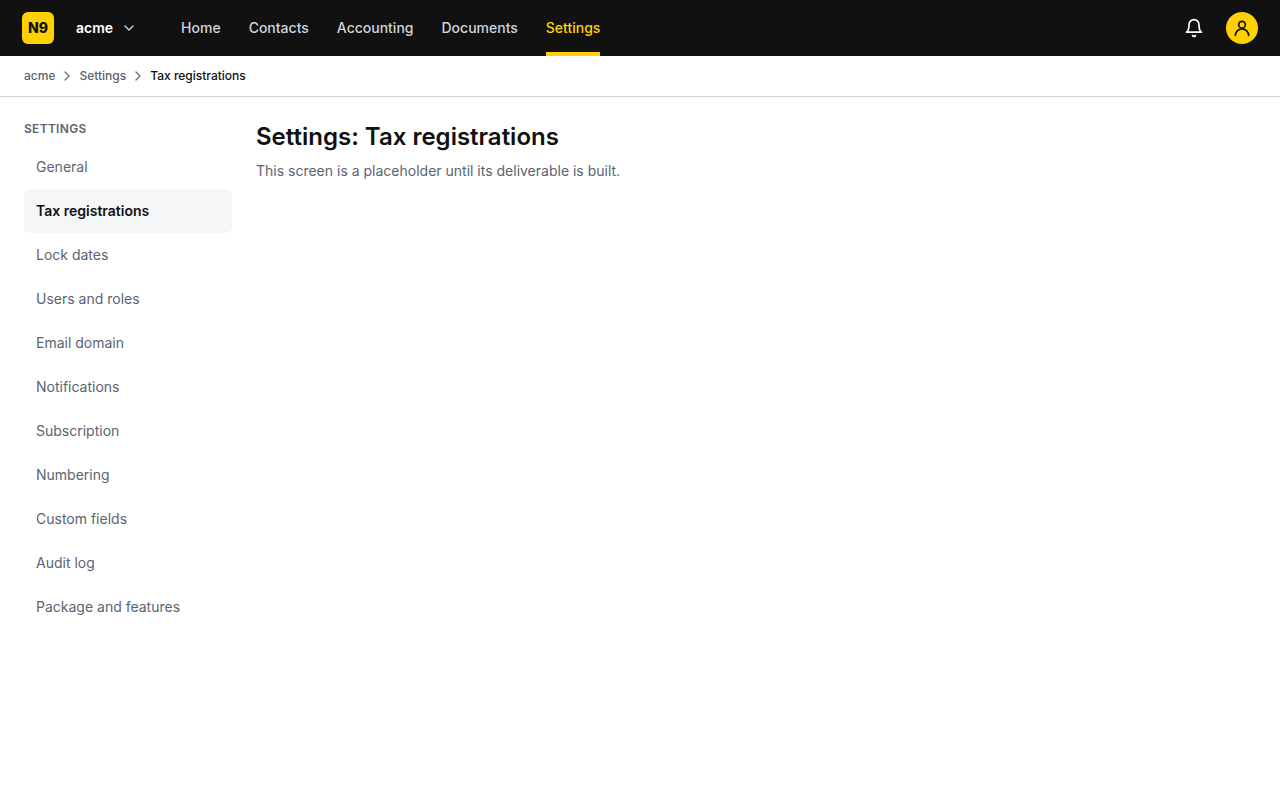 N9 acme Home Contacts Accounting Documents Settings
acme Settings Tax registrations
SETTINGS
General
Tax registrations
Lock dates
Users and roles
Email domain
Notifications
Subscription
Numbering
Custom fields
Audit log
Package and features
Settings: Tax registrations
This screen is a placeholder until its deliverable is built.